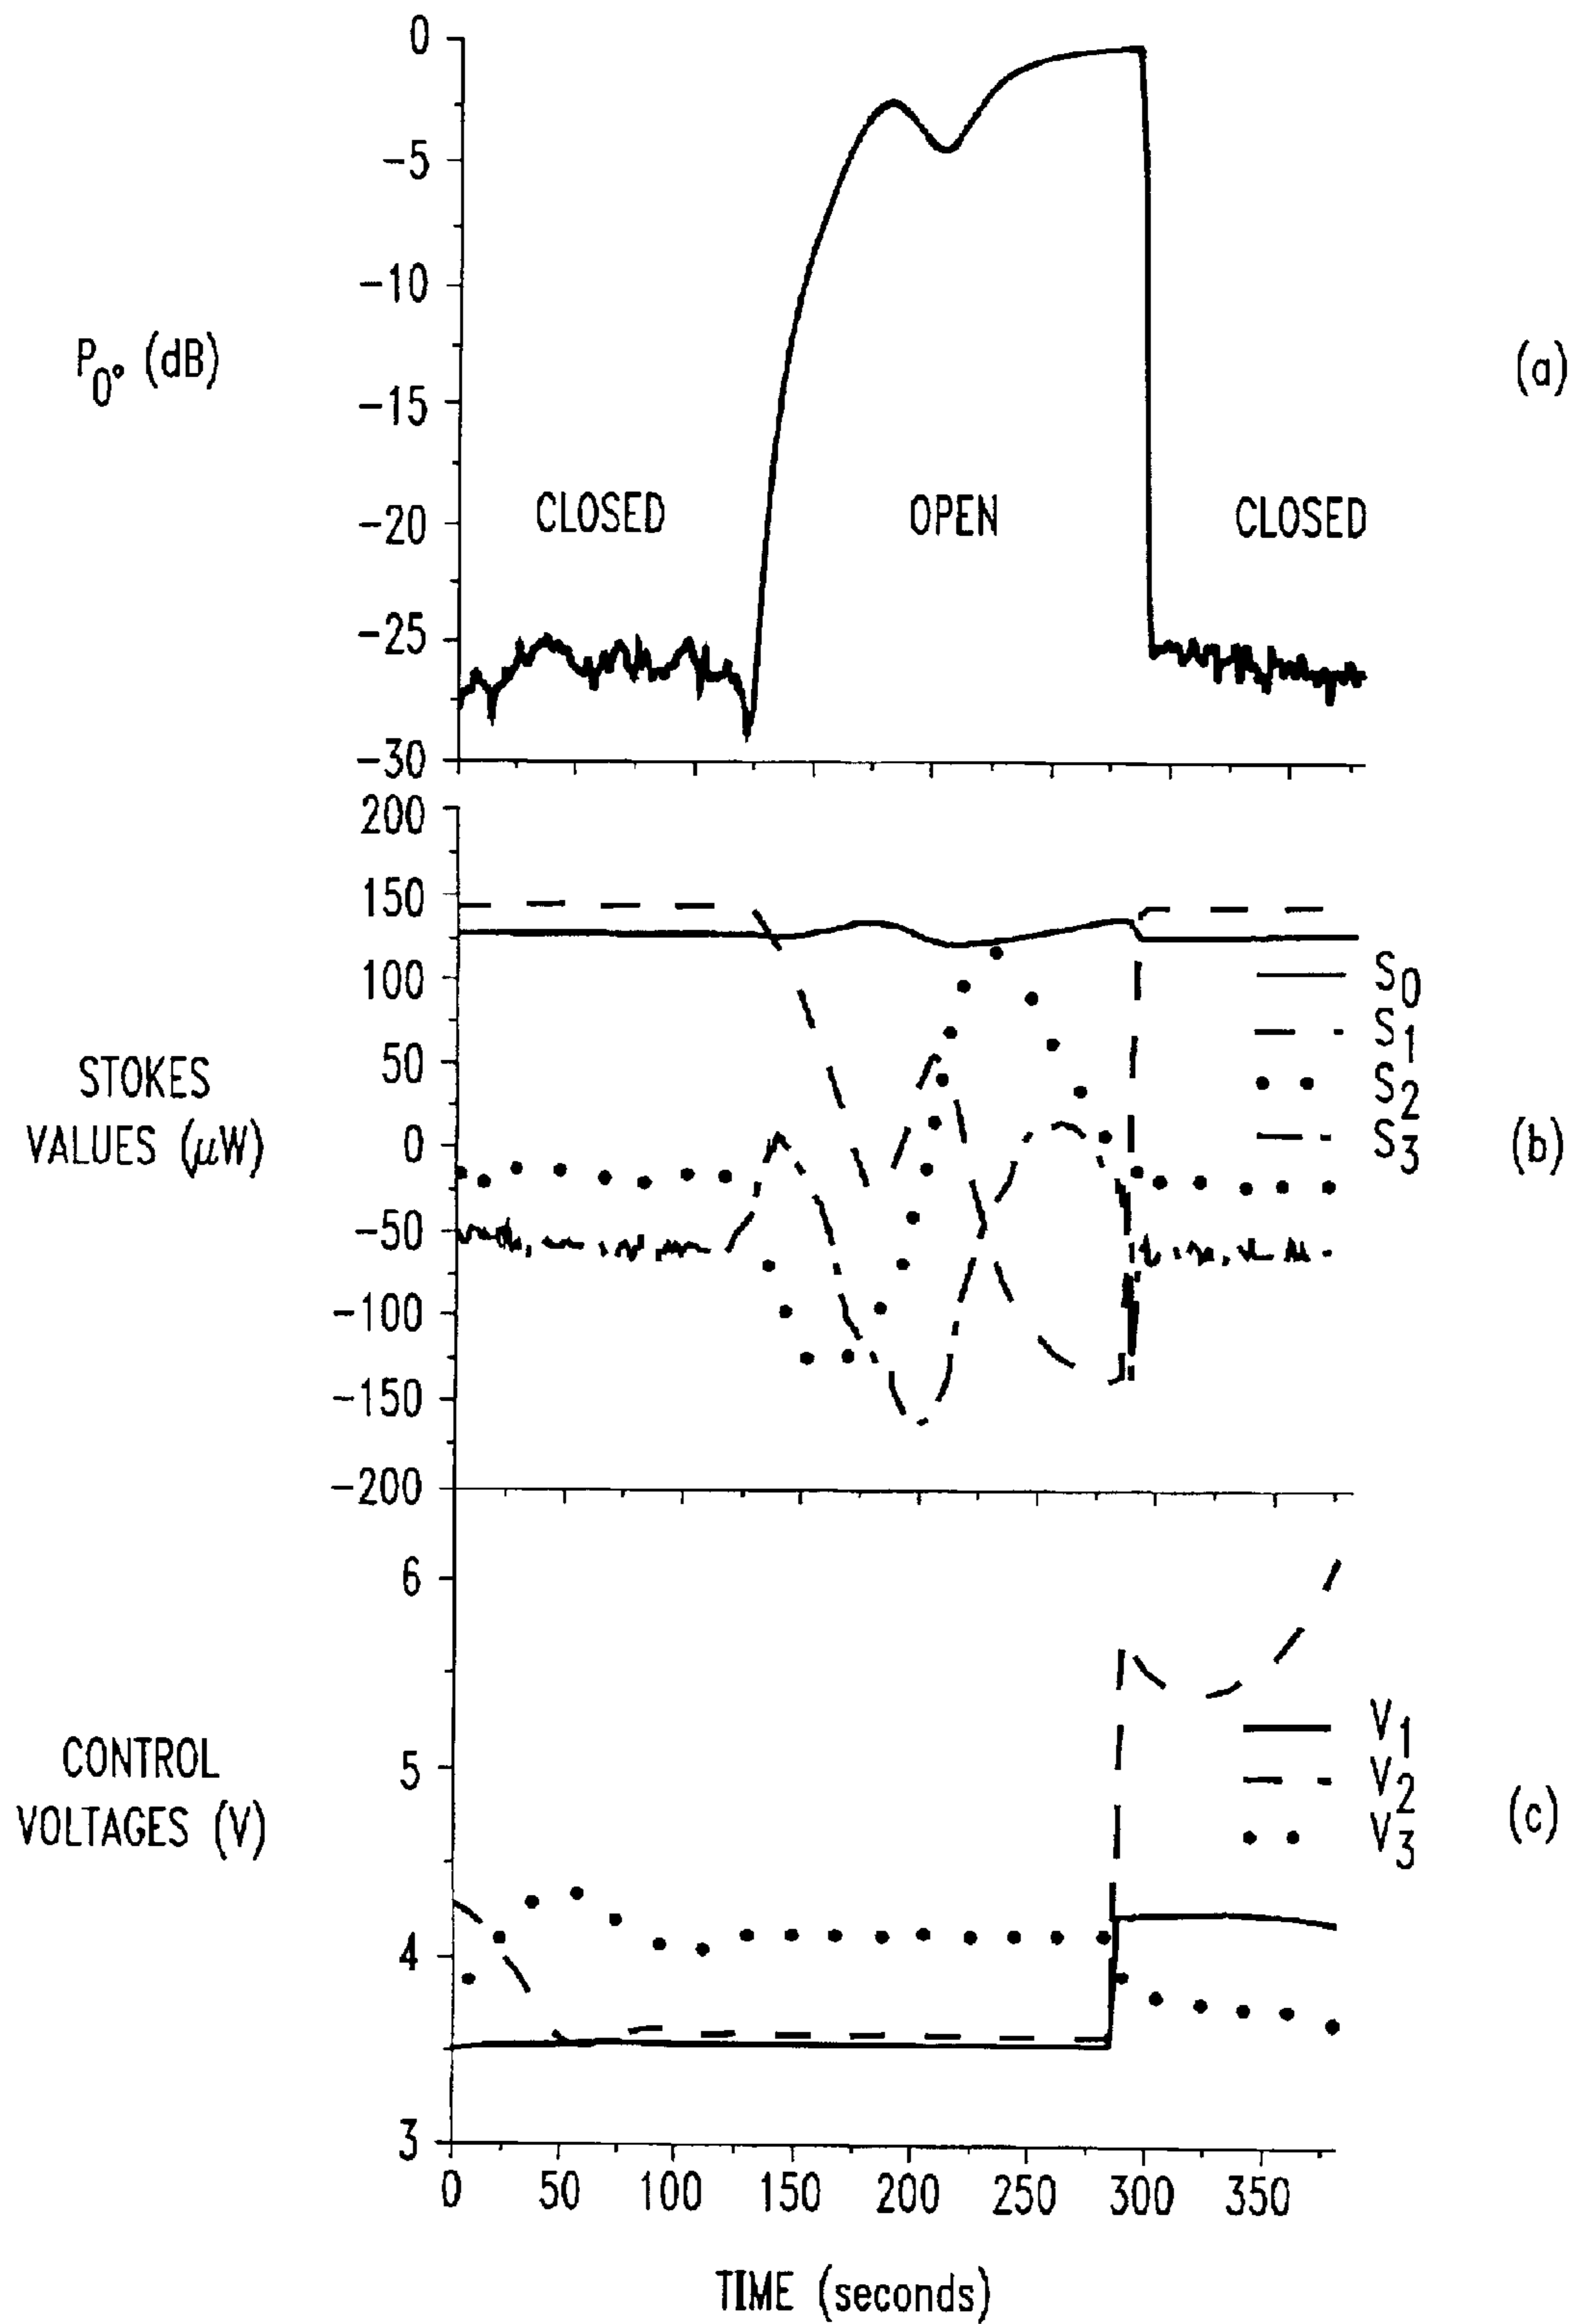 0
-5
-10
P0° (dB)
(a)
-15
CLOSED
OPEN
CLOSED
-20
-25
-30
200
150
100
S0
50
S1
STOKES
VALUES (μW)
S2
0
S3
(b)
-50
-100
-150
-200
6
V1
CONTROL
VOLTAGES (V)
5
V2
V3
(c)
4
3
0 50 100 150 200 250 300 350
TIME (seconds)